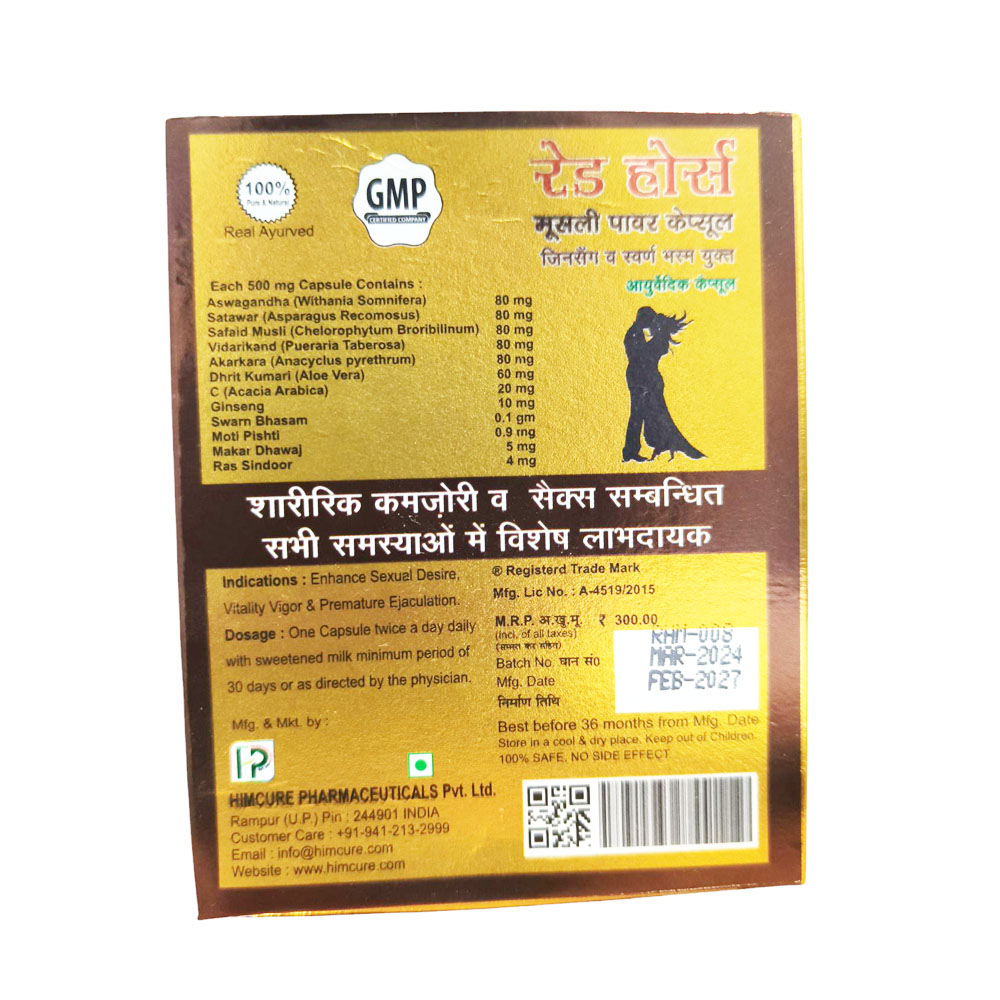 100%
Pure & Natural
Real Ayurved
GMP
CERTIFIED COMPANY
रेड हॉर्स
मूसली पावर केप्सूल
जिनसैंग व स्वर्ण भस्म युक्त
आयुर्वेदिक कैप्सूल
Each 500 mg Capsule Contains :
Aswagandha (Withania Somnifera) 80 mg
Satawar (Asparagus Recomosus) 80 mg
Safaid Musli (Chelorophytum Broribilinum) 80 mg
Vidarikand (Pueraria Taberosa) 80 mg
Akarkara (Anacyclus pyrethrum) 80 mg
Dhrit Kumari (Aloe Vera) 60 mg
C (Acacia Arabica) 20 mg
Ginseng 10 mg
Swarn Bhasam 0.1 gm
Moti Pishti 0.9 mg
Makar Dhawaj 5 mg
Ras Sindoor 4 mg
शारीरिक कमज़ोरी व सैक्स सम्बन्धित
सभी समस्याओं में विशेष लाभदायक
Indications : Enhance Sexual Desire,
Vitality Vigor & Premature Ejaculation.
Dosage : One Capsule twice a day daily
with sweetened milk minimum period of
30 days or as directed by the physician.
Mfg. & Mkt. by :
HP
HIMCURE PHARMACEUTICALS Pvt. Ltd.
Rampur (U.P.) Pin : 244901 INDIA
Customer Care : +91-941-213-2999
Email : info@himcure.com
Website : www.himcure.com
® Registerd Trade Mark
Mfg. Lic No. : A-4519/2015
M.R.P. अ.खू.मू. ₹ 300.00
(incl. of all taxes)
(समस्त कर सहित)
Batch No. घान सं0 RHM-008
Mfg. Date MAR-2024
निर्माण तिथि FEB-2027
Best before 36 months from Mfg. Date
Store in a cool & dry place. Keep out of Children.
100% SAFE, NO SIDE EFFECT